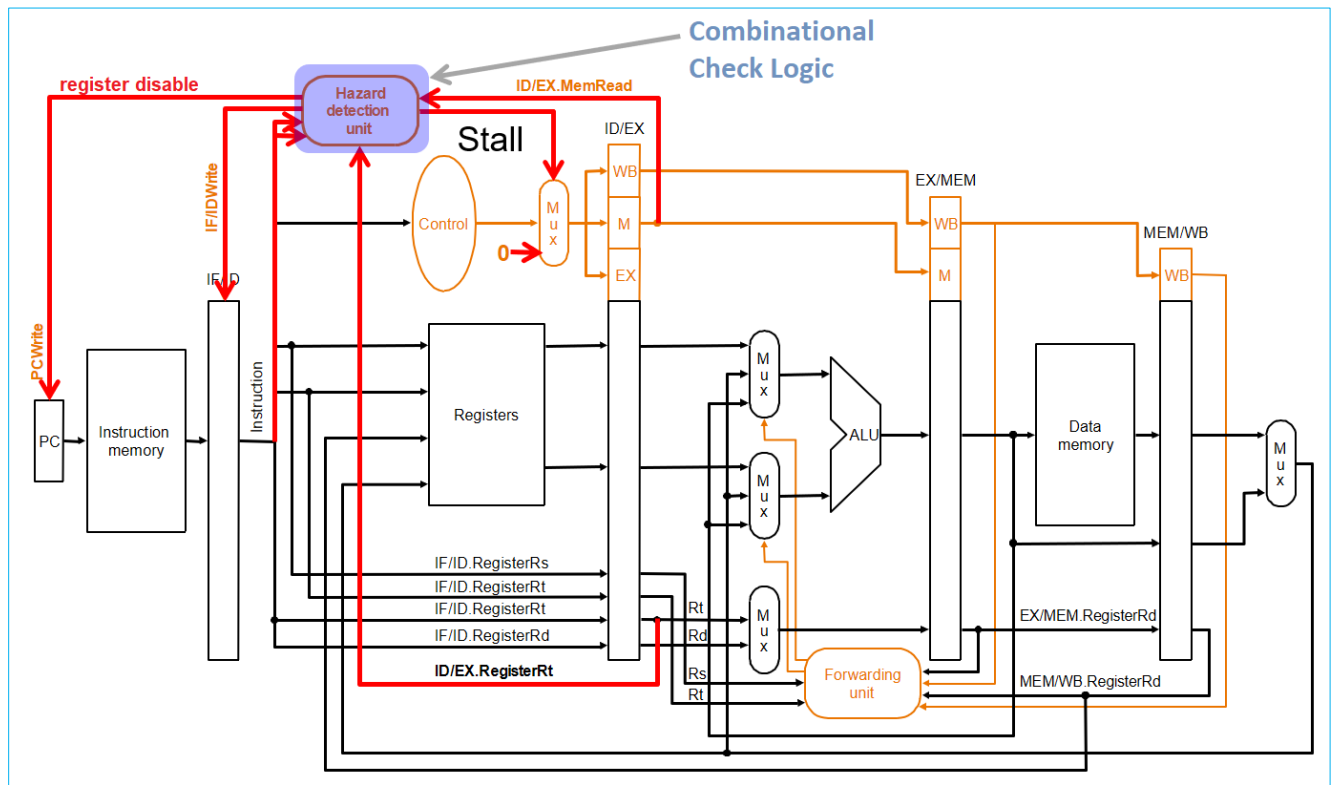 Combinational
Check Logic
register disable
Hazard
detection
unit
ID/EX.MemRead
Stall
ID/EX
WB
EX/MEM
IF/IDWrite
Control
M
u
x
M
WB
MEM/WB
0
EX
M
WB
IF/ID
PCWrite
Instruction
PC
Instruction
memory
Registers
M
u
x
ALU
Data
memory
M
u
x
M
u
x
IF/ID.RegisterRs
IF/ID.RegisterRt
IF/ID.RegisterRt
Rt
M
u
x
EX/MEM.RegisterRd
IF/ID.RegisterRd
Rd
ID/EX.RegisterRt
Rs
Forwarding
unit
MEM/WB.RegisterRd
Rt